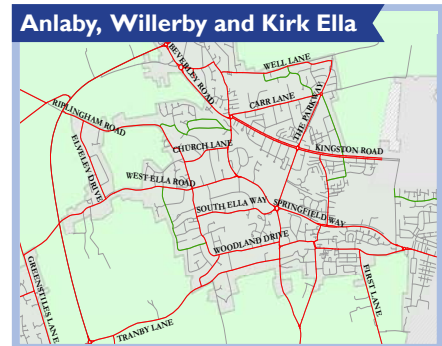 Anlaby, Willerby and Kirk Ella
BEVERLEY ROAD
WELL LANE
CARR LANE
THE PARKWAY
RIPLINGHAM ROAD
ELVELEY DRIVE
CHURCH LANE
KINGSTON ROAD
WEST ELLA ROAD
SOUTH ELLA WAY
SPRINGFIELD WAY
WOODLAND DRIVE
GREENSTILES LANE
FIRST LANE
TRANBY LANE